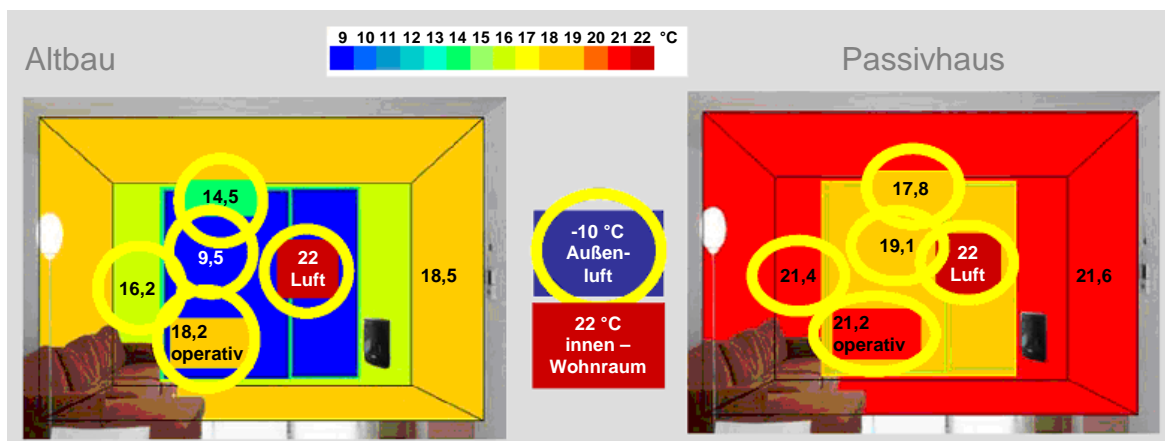 9 10 11 12 13 14 15 16 17 18 19 20 21 22 °C
Altbau
Passivhaus
14,5
9,5
22
Luft
16,2
18,5
18,2
operativ
-10 °C
Außen-
luft
22 °C
innen –
Wohnraum
17,8
19,1
22
Luft
21,4
21,6
21,2
operativ